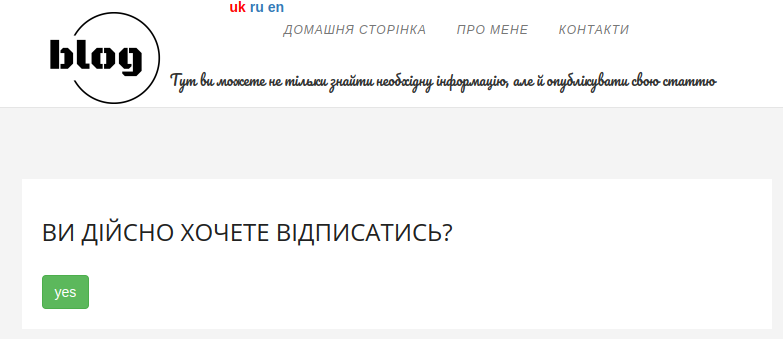 uk ru en
ДОМАШНЯ СТОРІНКА ПРО МЕНЕ КОНТАКТИ
blog
Тут ви можете не тільки знайти необхідну інформацію, але й опублікувати свою статтю
ВИ ДІЙСНО ХОЧЕТЕ ВІДПИСАТИСЬ?
yes